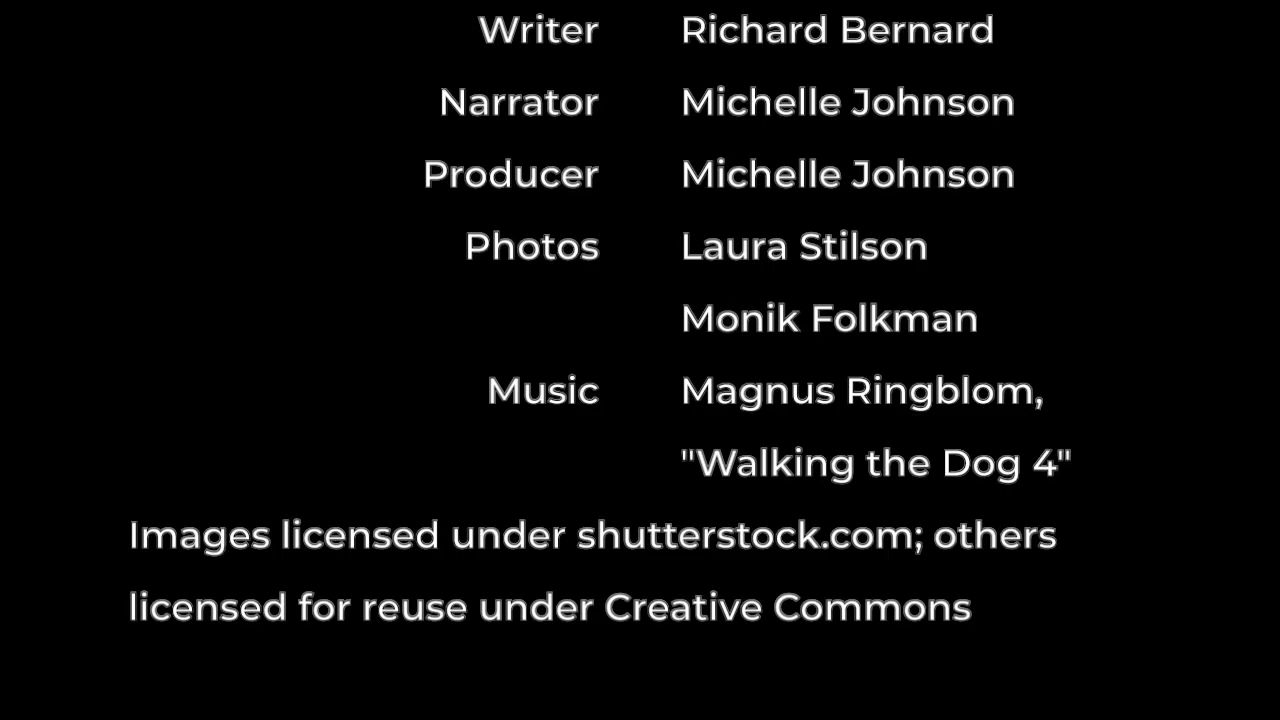 Writer Richard Bernard
Narrator Michelle Johnson
Producer Michelle Johnson
Photos Laura Stilson
Monik Folkman
Music Magnus Ringblom,
"Walking the Dog 4"
Images licensed under shutterstock.com; others
licensed for reuse under Creative Commons